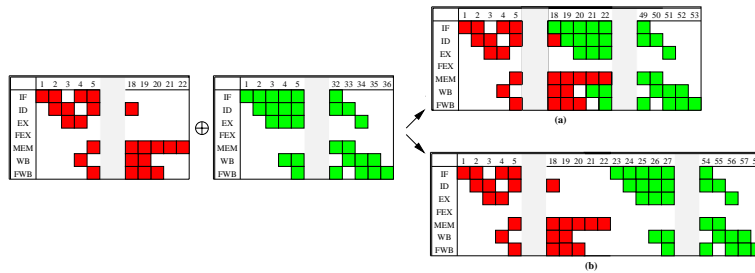 1 2 3 4 5 18 19 20 21 22 49 50 51 52 53
IF
ID
EX
FEX
MEM
WB
FWB
(a)
1 2 3 4 5 18 19 20 21 22
IF
ID
EX
FEX
MEM
WB
FWB
⊕
1 2 3 4 5 32 33 34 35 36
IF
ID
EX
FEX
MEM
WB
FWB
1 2 3 4 5 18 19 20 21 22 23 24 25 26 27 54 55 56 57
IF
ID
EX
FEX
MEM
WB
FWB
(b)